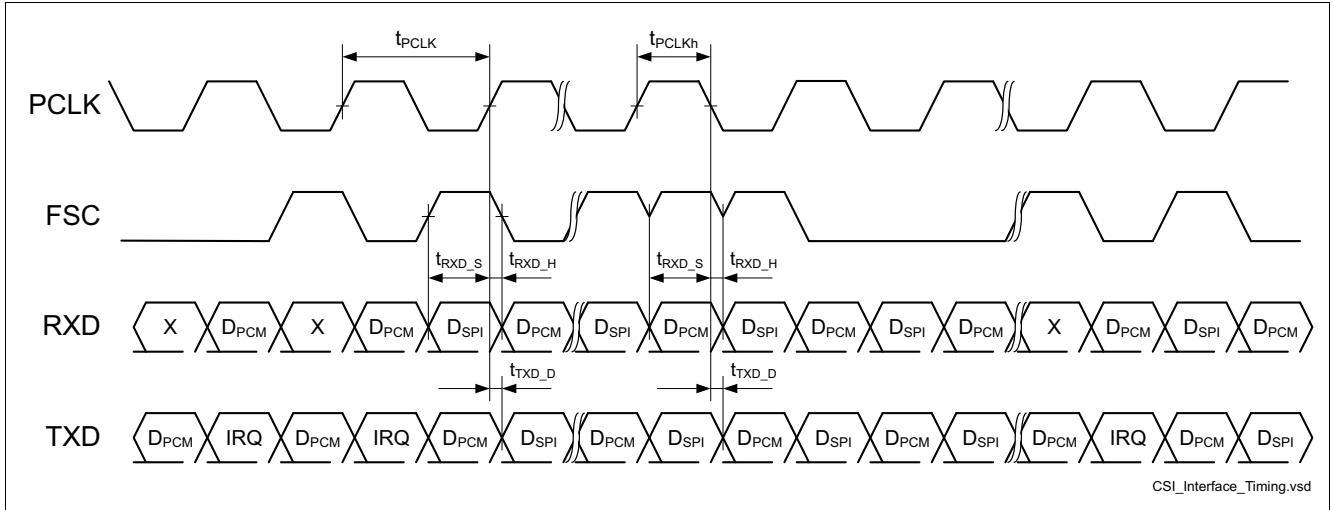 tPCLK
tPCLKh
PCLK
FSC
tRXD_S
tRXD_H
tRXD_S
tRXD_H
RXD
X DPCM X DPCM DSPI DPCM DSPI DPCM DSPI DPCM DSPI DPCM X DPCM DSPI DPCM
tTXD_D
tTXD_D
TXD
DPCM IRQ DPCM IRQ DPCM DSPI DPCM DSPI DPCM DSPI DPCM DSPI DPCM IRQ DPCM DSPI
CSI_Interface_Timing.vsd